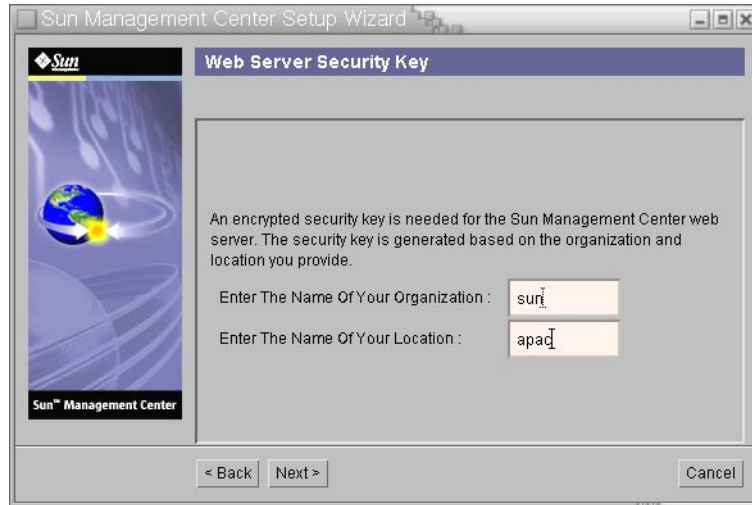 Sun Management Center Setup Wizard
Sun
Web Server Security Key
An encrypted security key is needed for the Sun Management Center web
server. The security key is generated based on the organization and
location you provide.
Enter The Name Of Your Organization : sun
Enter The Name Of Your Location : apac
Sun™ Management Center
< Back Next > Cancel